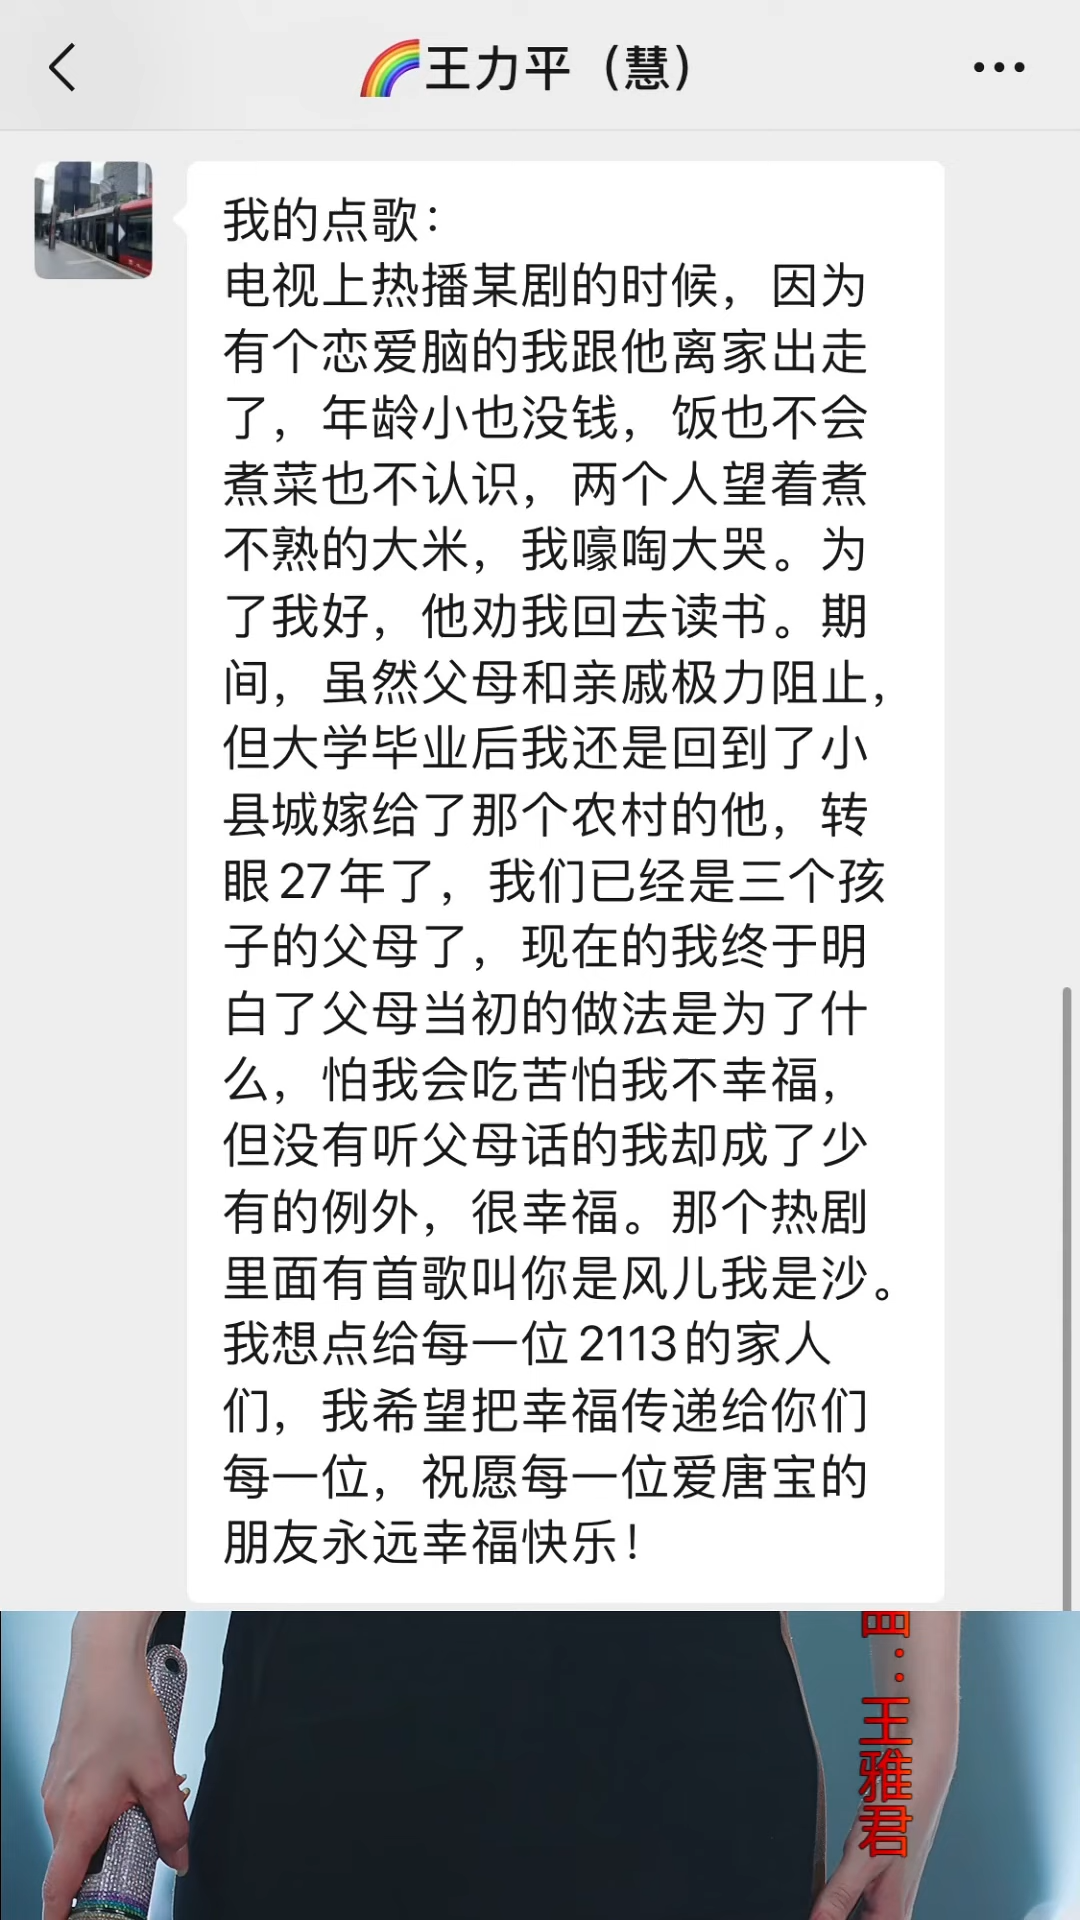 🌈王力平（慧）
我的点歌：
电视上热播某剧的时候，因为
有个恋爱脑的我跟他离家出走
了，年龄小也没钱，饭也不会
煮菜也不认识，两个人望着煮
不熟的大米，我嚎啕大哭。为
了我好，他劝我回去读书。期
间，虽然父母和亲戚极力阻止，
但大学毕业后我还是回到了小
县城嫁给了那个农村的他，转
眼27年了，我们已经是三个孩
子的父母了，现在的我终于明
白了父母当初的做法是为了什
么，怕我会吃苦怕我不幸福，
但没有听父母话的我却成了少
有的例外，很幸福。那个热剧
里面有首歌叫你是风儿我是沙。
我想点给每一位2113的家人
们，我希望把幸福传递给你们
每一位，祝愿每一位爱唐宝的
朋友永远幸福快乐！
曲：王雅君